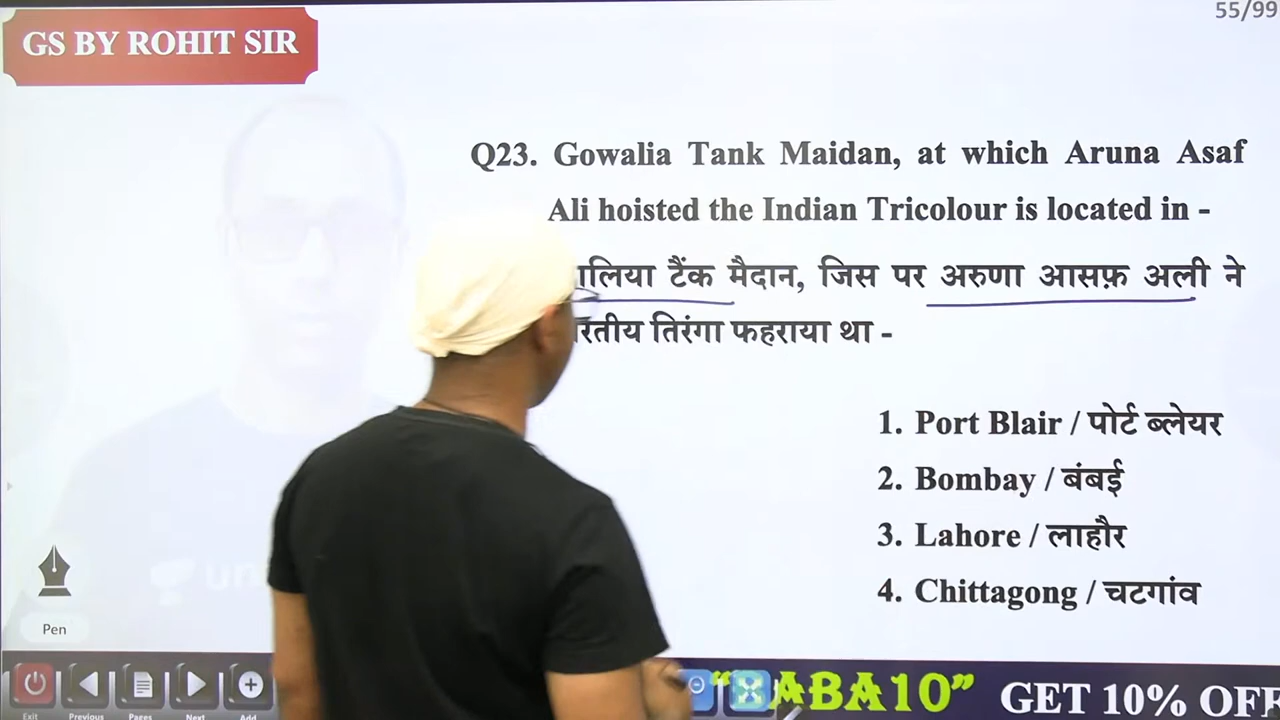 55/99
GS BY ROHIT SIR
Q23. Gowalia Tank Maidan, at which Aruna Asaf
Ali hoisted the Indian Tricolour is located in -
टैंक मैदान, जिस पर अरुणा आसफ़ अली ने
तिरंगा फहराया था -
1. Port Blair / पोर्ट ब्लेयर
2. Bombay / बंबई
3. Lahore / लाहौर
4. Chittagong / चटगांव
Pen
Exit Previous Pages Next Add
GET 10% OFF